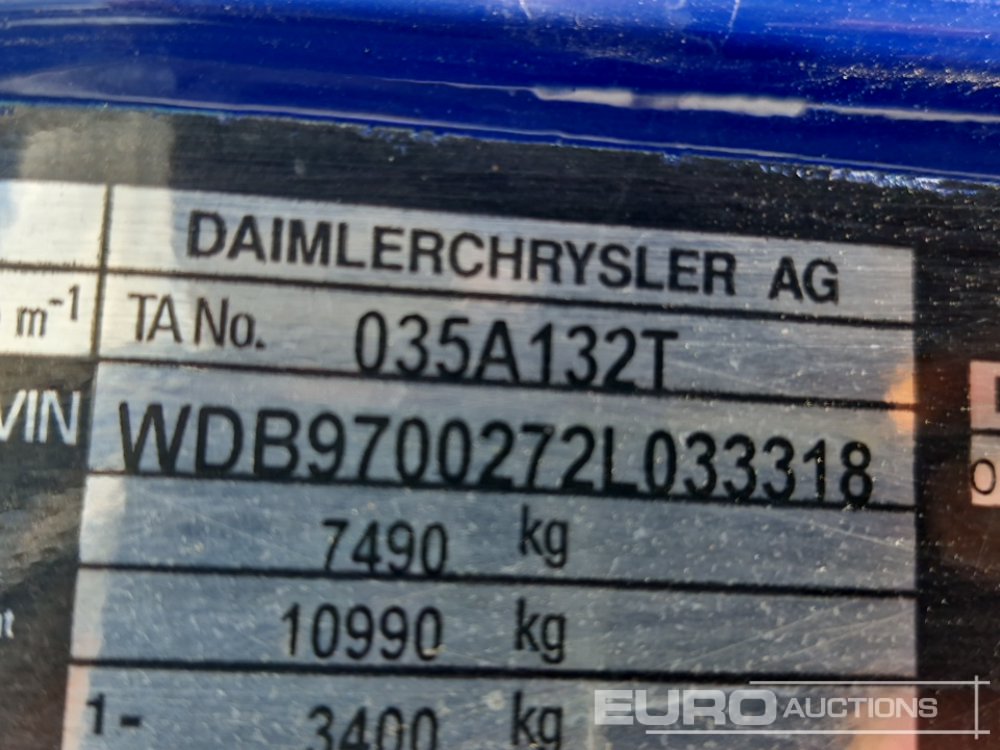 DAIMLERCHRYSLER AG
m-1 TA No. 035A132T
VIN WDB9700272L033318
7490 kg
10990 kg
1- 3400 kg
EURO AUCTIONS